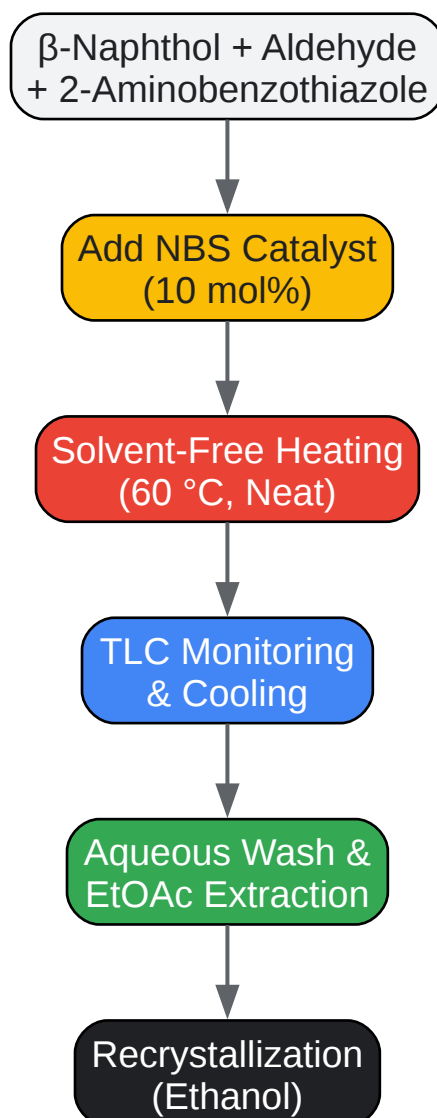 β-Naphthol + Aldehyde
+ 2-Aminobenzothiazole
Add NBS Catalyst
(10 mol%)
Solvent-Free Heating
(60 °C, Neat)
TLC Monitoring
& Cooling
Aqueous Wash &
EtOAc Extraction
Recrystallization
(Ethanol)